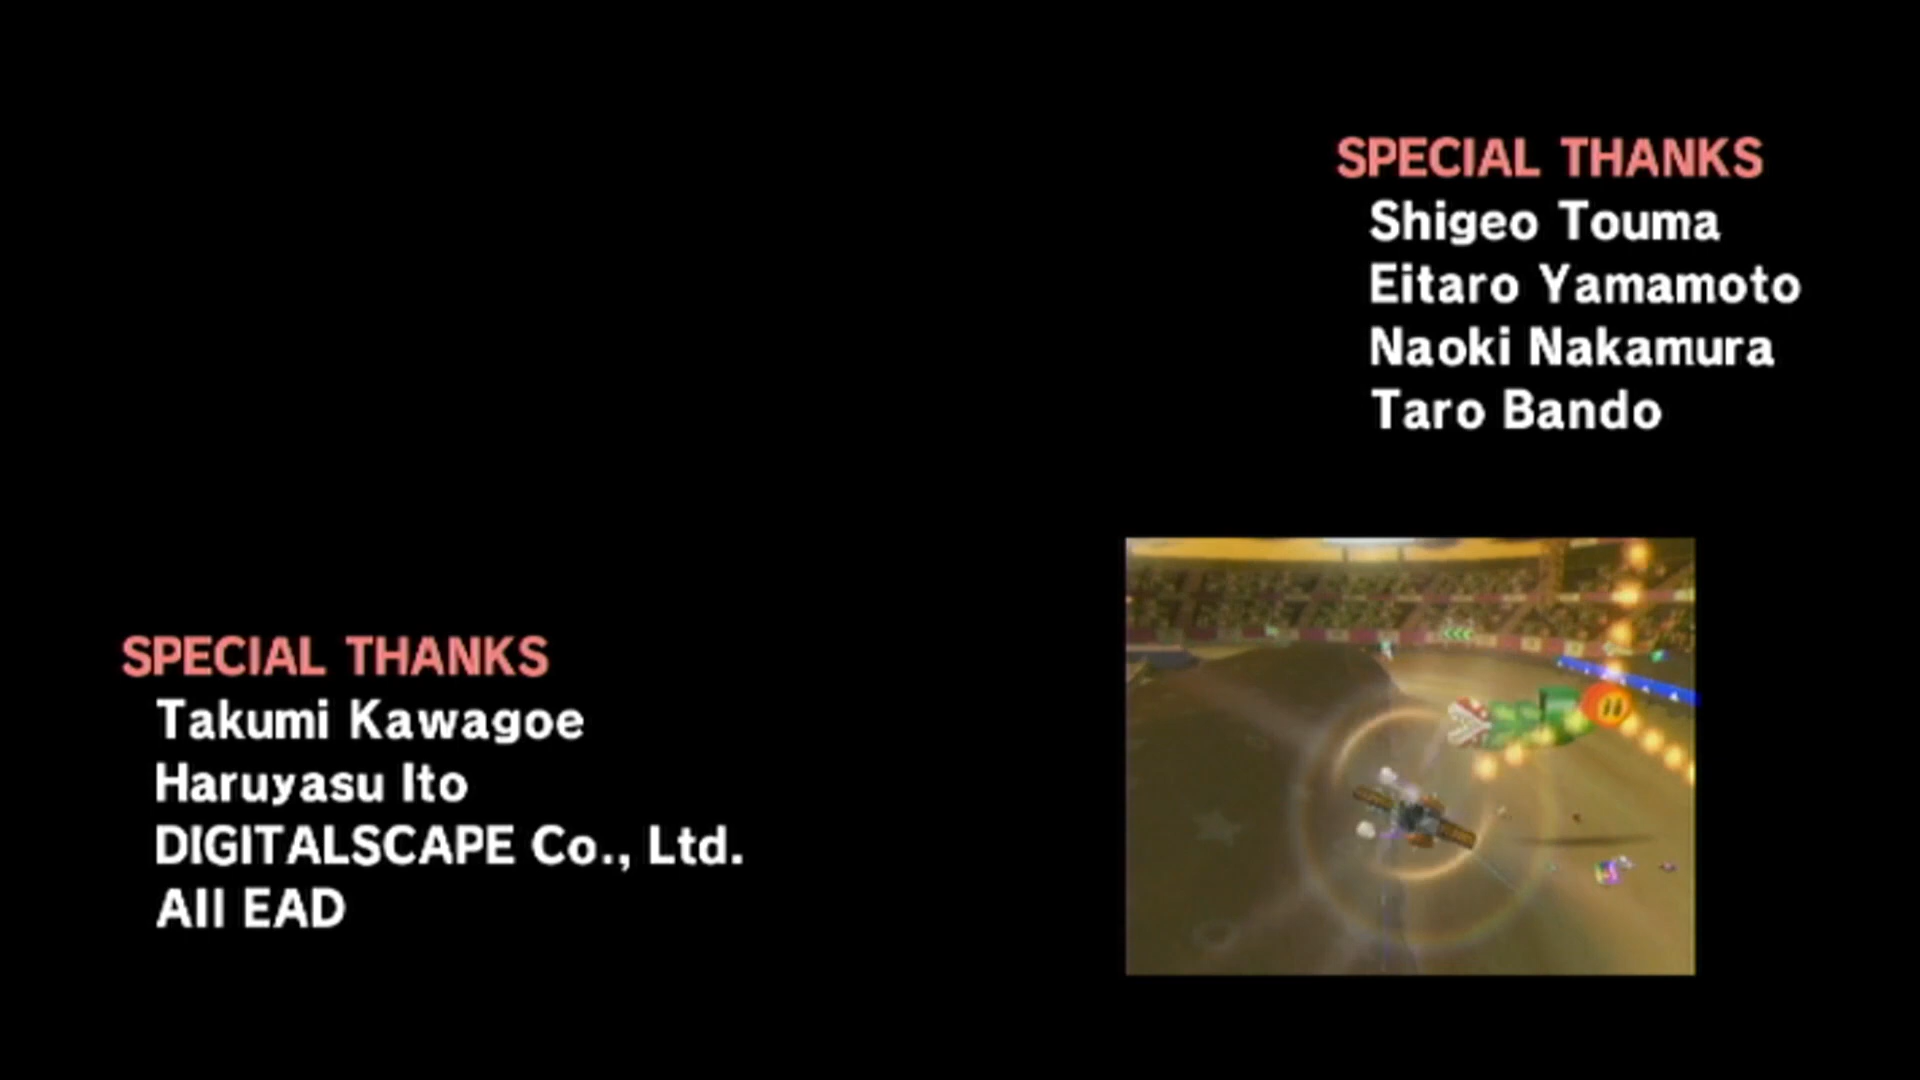 SPECIAL THANKS
Shigeo Touma
Eitaro Yamamoto
Naoki Nakamura
Taro Bando
SPECIAL THANKS
Takumi Kawagoe
Haruyasu Ito
DIGITALSCAPE Co., Ltd.
All EAD